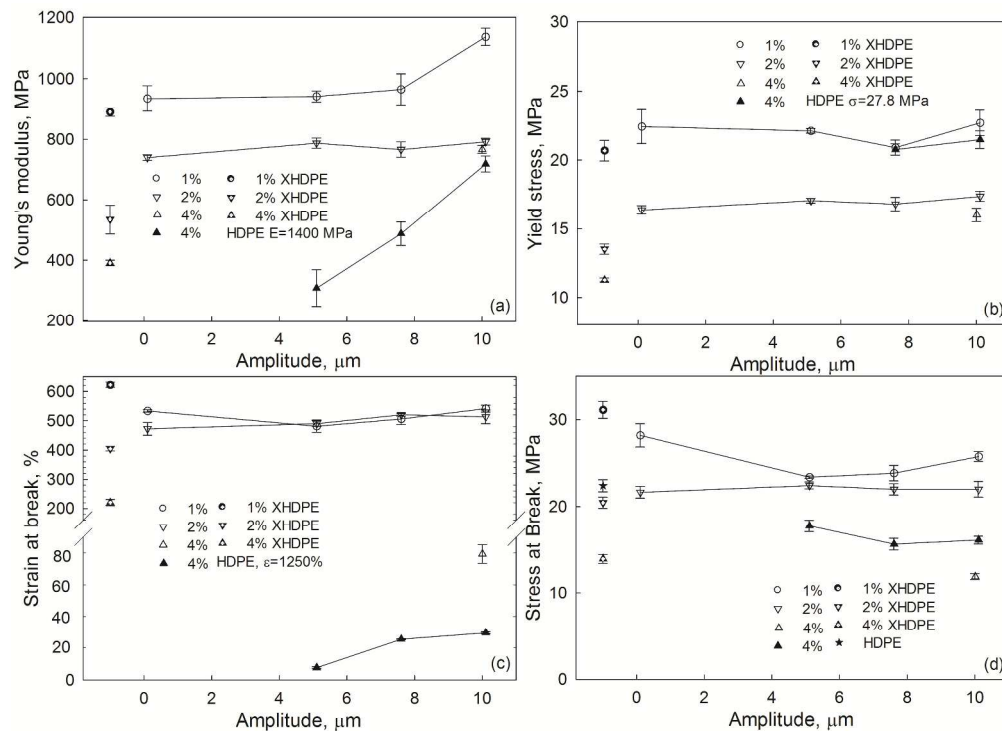 1200
1000
800
600
400
200
Young's modulus, MPa
1% 1% XHDPE
2% 2% XHDPE
4% 4% XHDPE
4% HDPE E=1400 MPa
(a)
0 2 4 6 8 10
Amplitude, μm
30
25
20
15
10
Yield stress, MPa
1% 1% XHDPE
2% 2% XHDPE
4% 4% XHDPE
4% HDPE σ=27.8 MPa
(b)
0 2 4 6 8 10
Amplitude, μm
600
500
400
300
200
80
60
40
20
0
Strain at break, %
1% 1% XHDPE
2% 2% XHDPE
4% 4% XHDPE
4% HDPE, ε=1250%
(c)
0 2 4 6 8 10
Amplitude, μm
30
20
10
0
Stress at Break, MPa
1% 1% XHDPE
2% 2% XHDPE
4% 4% XHDPE
4% HDPE
(d)
0 2 4 6 8 10
Amplitude, μm